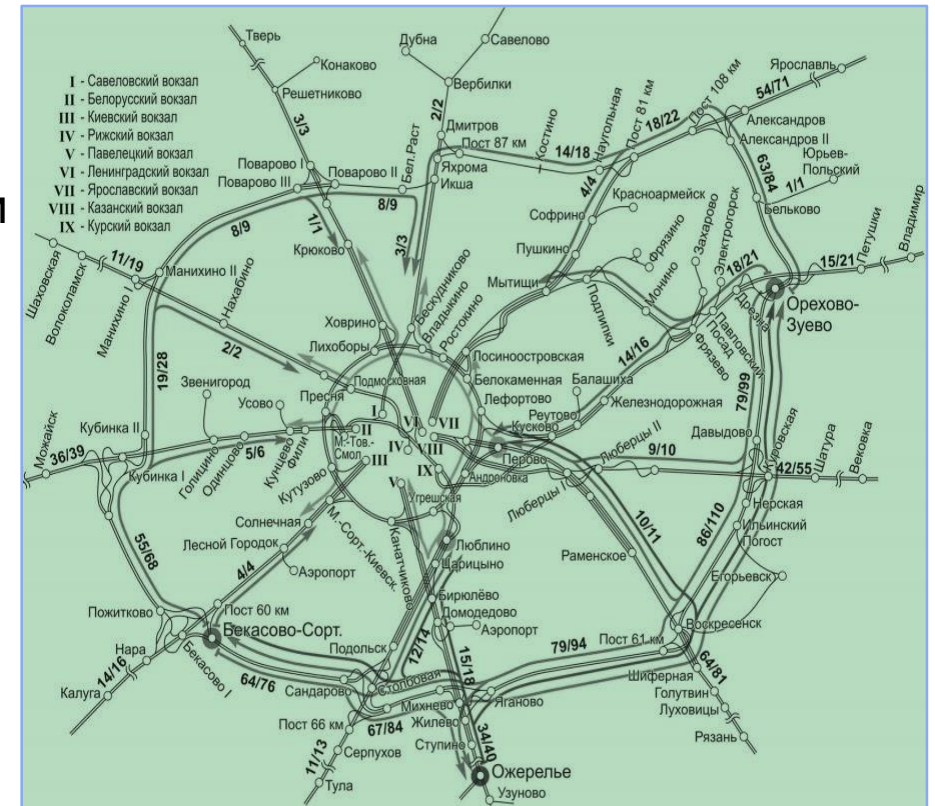 Тверь
Конаково
Решетниково
Дубна
Савелово
Вербилки
I - Савеловский вокзал
II - Белорусский вокзал
III - Киевский вокзал
IV - Рижский вокзал
V - Павелецкий вокзал
VI - Ленинградский вокзал
VII - Ярославский вокзал
VIII - Казанский вокзал
IX - Курский вокзал
и
3/3
2/2
Дмитров
Пост 87 км
Яхрома
Икша
Бел.Раст
Костино
14/18
Наугольная
Пост 81 км
18/22
Пост 108 км
54/71
Ярославль
Александров
Александров II
Юрьев-
Польский
63/84
1/1
Бельково
Поварово I
Поварово II
Поварово III
8/9
8/9
1/1
3/3
Крюково
4/4
Красноармейск
Софрино
Пушкино
Мытищи
Фрязино
Захарово
Электрогорск
Подлипки
Монино
18/21
15/21
Петушки
Владимир
Орехово-
Зуево
Дрезна
Павловский
Посад
Фрязево
14/16
Шаховская
Волоколамск
11/19
Манихино I
Манихино II
Нахабино
2/2
Ховрино
Лихоборы
Бескудниково
Владыкино
Ростокино
Лосиноостровская
Белокаменная
Лефортово
Балашиха
Реутово
Железнодорожная
Кусково
Перово
19/28
Звенигород
Усово
Подмосковная
Пресня
I
II
М.-Тов.-
Смол.
III
IV
V
VI
VII
VIII
IX
Можайск
36/39
Кубинка II
Кубинка I
Голицино
Одинцово
5/6
Кунцево
Фили
Кутузово
Андроновка
Угрешская
Люберцы I
Люберцы II
9/10
79/99
Давыдово
Куровская
42/55
Шатура
Вековка
Нерская
Ильинский
Погост
86/110
Егорьевск
10/11
Раменское
Солнечная
Лесной Городок
Аэропорт
4/4
М.-Сорт.-Киевск.
Канатчиково
Люблино
Царицыно
Бирюлёво
Домодедово
Аэропорт
55/68
Пожитково
Пост 60 км
Бекасово-Сорт.
Бекасово I
Нара
14/16
Калуга
64/76
Подольск
12/14
15/18
Сандарово
Столбовая
Пост 66 км
67/84
Михнево
Жилево
Яганово
34/40
Ступино
Ожерелье
Узуново
11/13
Серпухов
Тула
79/94
Пост 61 км
Воскресенск
Шиферная
64/81
Голутвин
Луховицы
Рязань